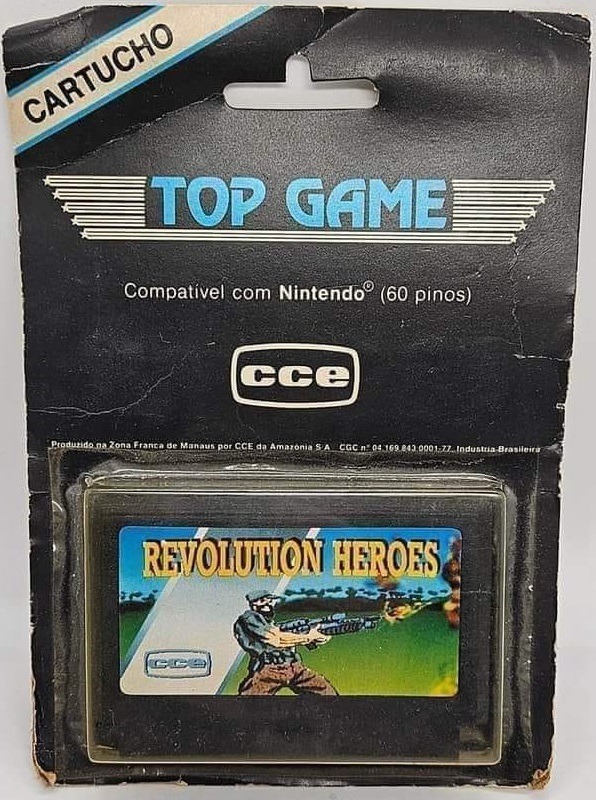 CARTUCHO
TOP GAME
Compativel com Nintendo® (60 pinos)
cce
Produzido na Zona Franca de Manaus por CCE da Amazonia S A CGC nº 04 169 843 0001-77. Industria Brasileira
REVOLUTION HEROES
cce